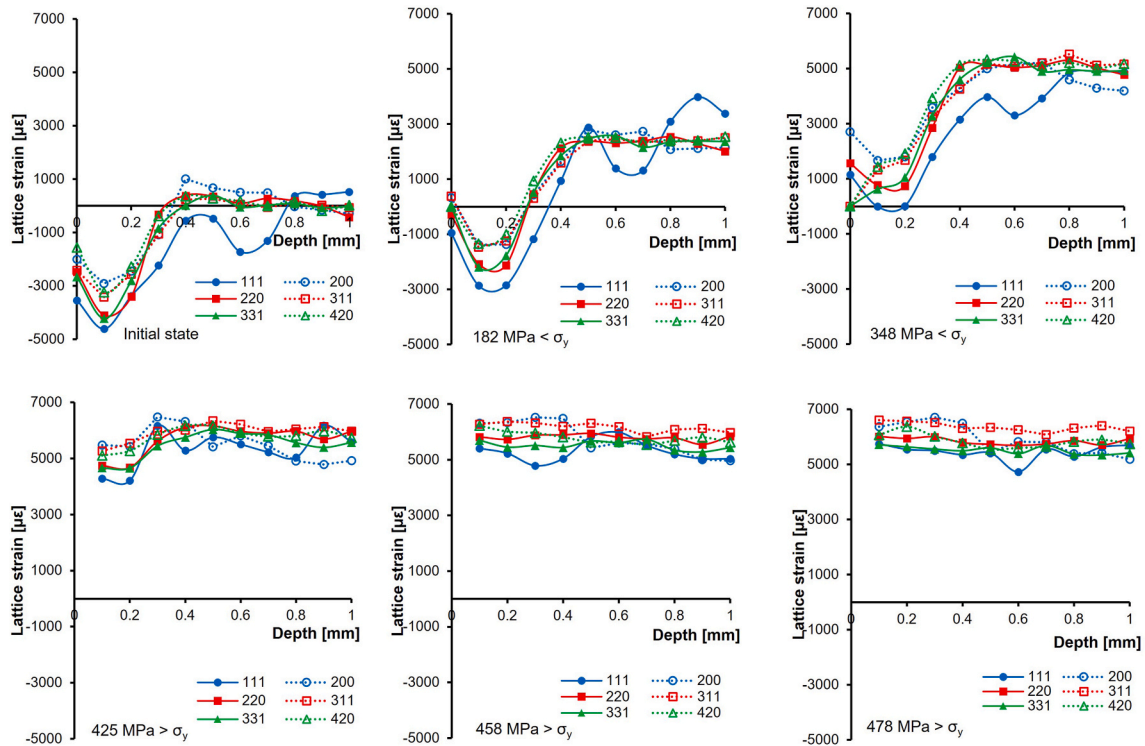 Lattice strain [µε]
7000
5000
3000
1000
-1000
-3000
-5000
0 0.2 0.4 0.6 0.8 1
Depth [mm]
111 200
220 311
331 420
Initial state
Lattice strain [µε]
7000
5000
3000
1000
-1000
-3000
-5000
0 0.2 0.4 0.6 0.8 1
Depth [mm]
111 200
220 311
331 420
182 MPa < σy
Lattice strain [µε]
7000
5000
3000
1000
-1000
-3000
-5000
0 0.2 0.4 0.6 0.8 1
Depth [mm]
111 200
220 311
331 420
348 MPa < σy
Lattice strain [µε]
7000
5000
3000
1000
-1000
-3000
-5000
0 0.2 0.4 0.6 0.8 1
Depth [mm]
111 200
220 311
331 420
425 MPa > σy
Lattice strain [µε]
7000
5000
3000
1000
-1000
-3000
-5000
0 0.2 0.4 0.6 0.8 1
Depth [mm]
111 200
220 311
331 420
458 MPa > σy
Lattice strain [µε]
7000
5000
3000
1000
-1000
-3000
-5000
0 0.2 0.4 0.6 0.8 1
Depth [mm]
111 200
220 311
331 420
478 MPa > σy